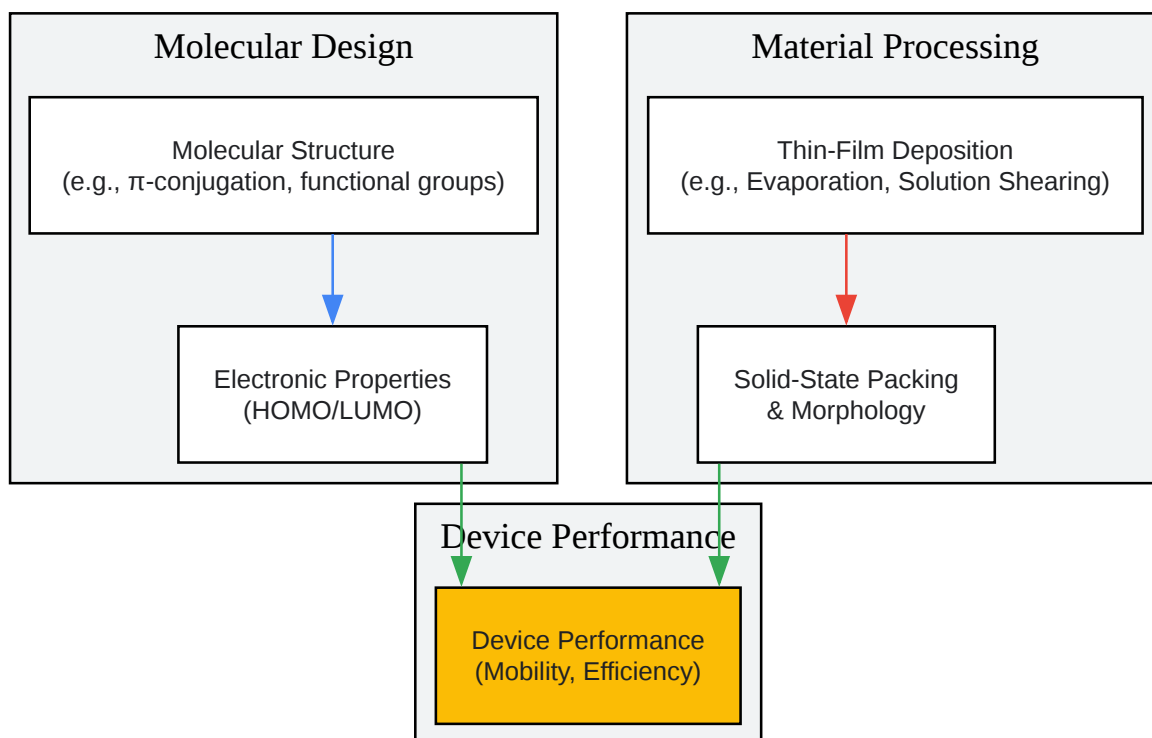 Molecular Design
Molecular Structure
(e.g., π-conjugation, functional groups)
Electronic Properties
(HOMO/LUMO)
Material Processing
Thin-Film Deposition
(e.g., Evaporation, Solution Shearing)
Solid-State Packing
& Morphology
Device Performance
Device Performance
(Mobility, Efficiency)